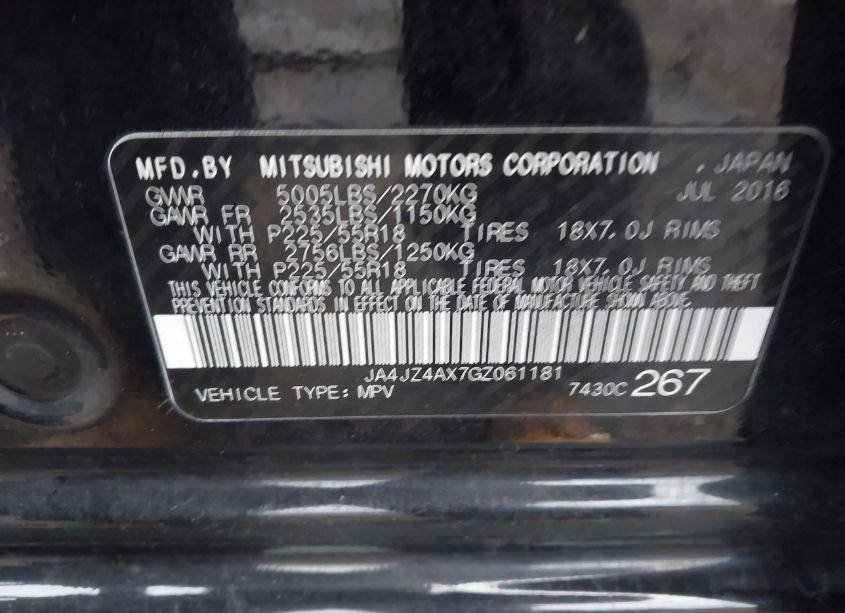 MFD.BY MITSUBISHI MOTORS CORPORATION , JAPAN
GVWR 5005LBS/2270KG JUL 2016
GAWR FR 2535LBS/1150KG
WITH P225/55R18 TIRES 18X7.0J RIMS
GAWR RR 2756LBS/1250KG
WITH P225/55R18 TIRES 18X7.0J RIMS
THIS VEHICLE CONFORMS TO ALL APPLICABLE FEDERAL MOTOR VEHICLE SAFETY AND THEFT
PREVENTION STANDARDS IN EFFECT ON THE DATE OF MANUFACTURE SHOWN ABOVE.
JA4JZ4AX7GZ061181
VEHICLE TYPE: MPV 7430C 267